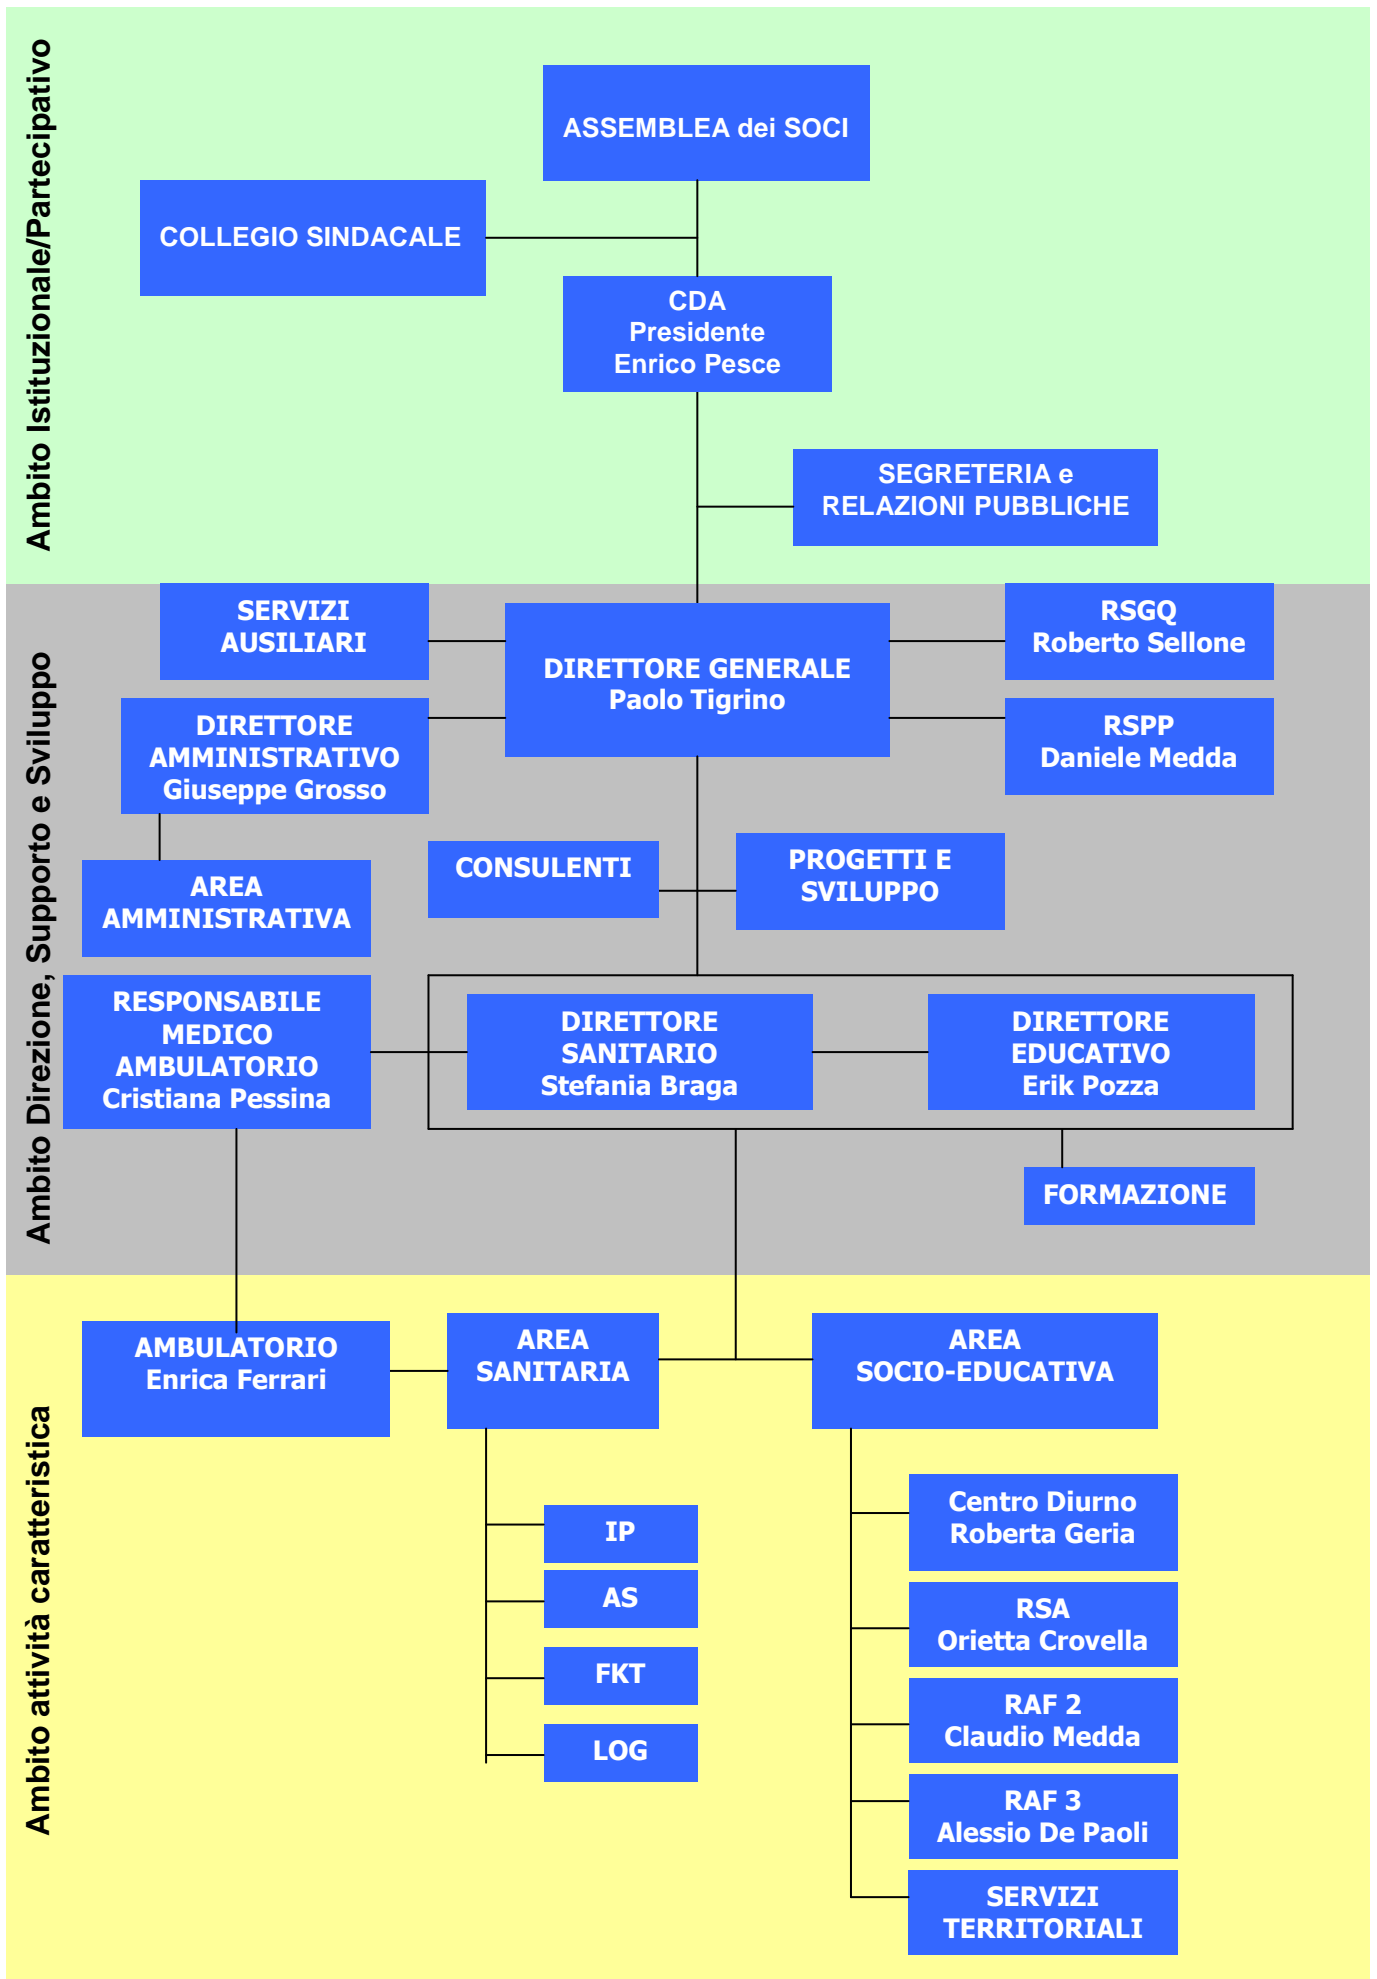 Ambito Istituzionale/Partecipativo
ASSEMBLEA dei SOCI
COLLEGIO SINDACALE
CDA
Presidente
Enrico Pesce
SEGRETERIA e
RELAZIONI PUBBLICHE
Ambito Direzione, Supporto e Sviluppo
SERVIZI
AUSILIARI
DIRETTORE GENERALE
Paolo Tigrino
RSGQ
Roberto Sellone
DIRETTORE
AMMINISTRATIVO
Giuseppe Grosso
RSPP
Daniele Medda
AREA
AMMINISTRATIVA
CONSULENTI
PROGETTI E
SVILUPPO
RESPONSABILE
MEDICO
AMBULATORIO
Cristiana Pessina
DIRETTORE
SANITARIO
Stefania Braga
DIRETTORE
EDUCATIVO
Erik Pozza
FORMAZIONE
Ambito attività caratteristica
AMBULATORIO
Enrica Ferrari
AREA
SANITARIA
AREA
SOCIO-EDUCATIVA
IP
AS
FKT
LOG
Centro Diurno
Roberta Geria
RSA
Orietta Crovella
RAF 2
Claudio Medda
RAF 3
Alessio De Paoli
SERVIZI
TERRITORIALI